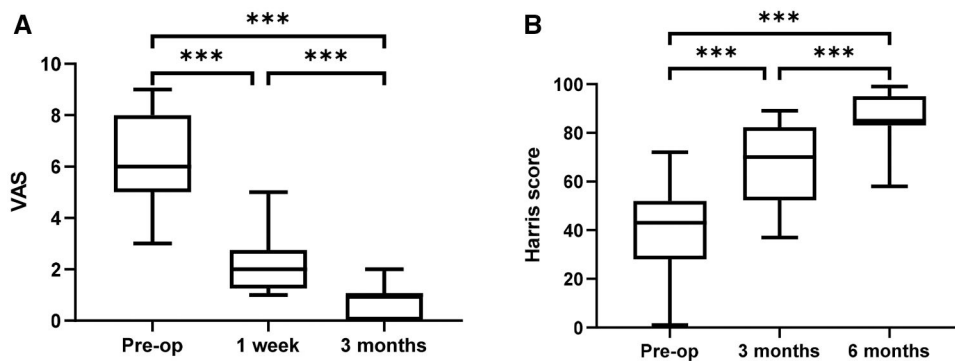 A
***
***
***
VAS
10
8
6
4
2
0
Pre-op
1 week
3 months
B
***
***
***
Harris score
100
80
60
40
20
0
Pre-op
3 months
6 months